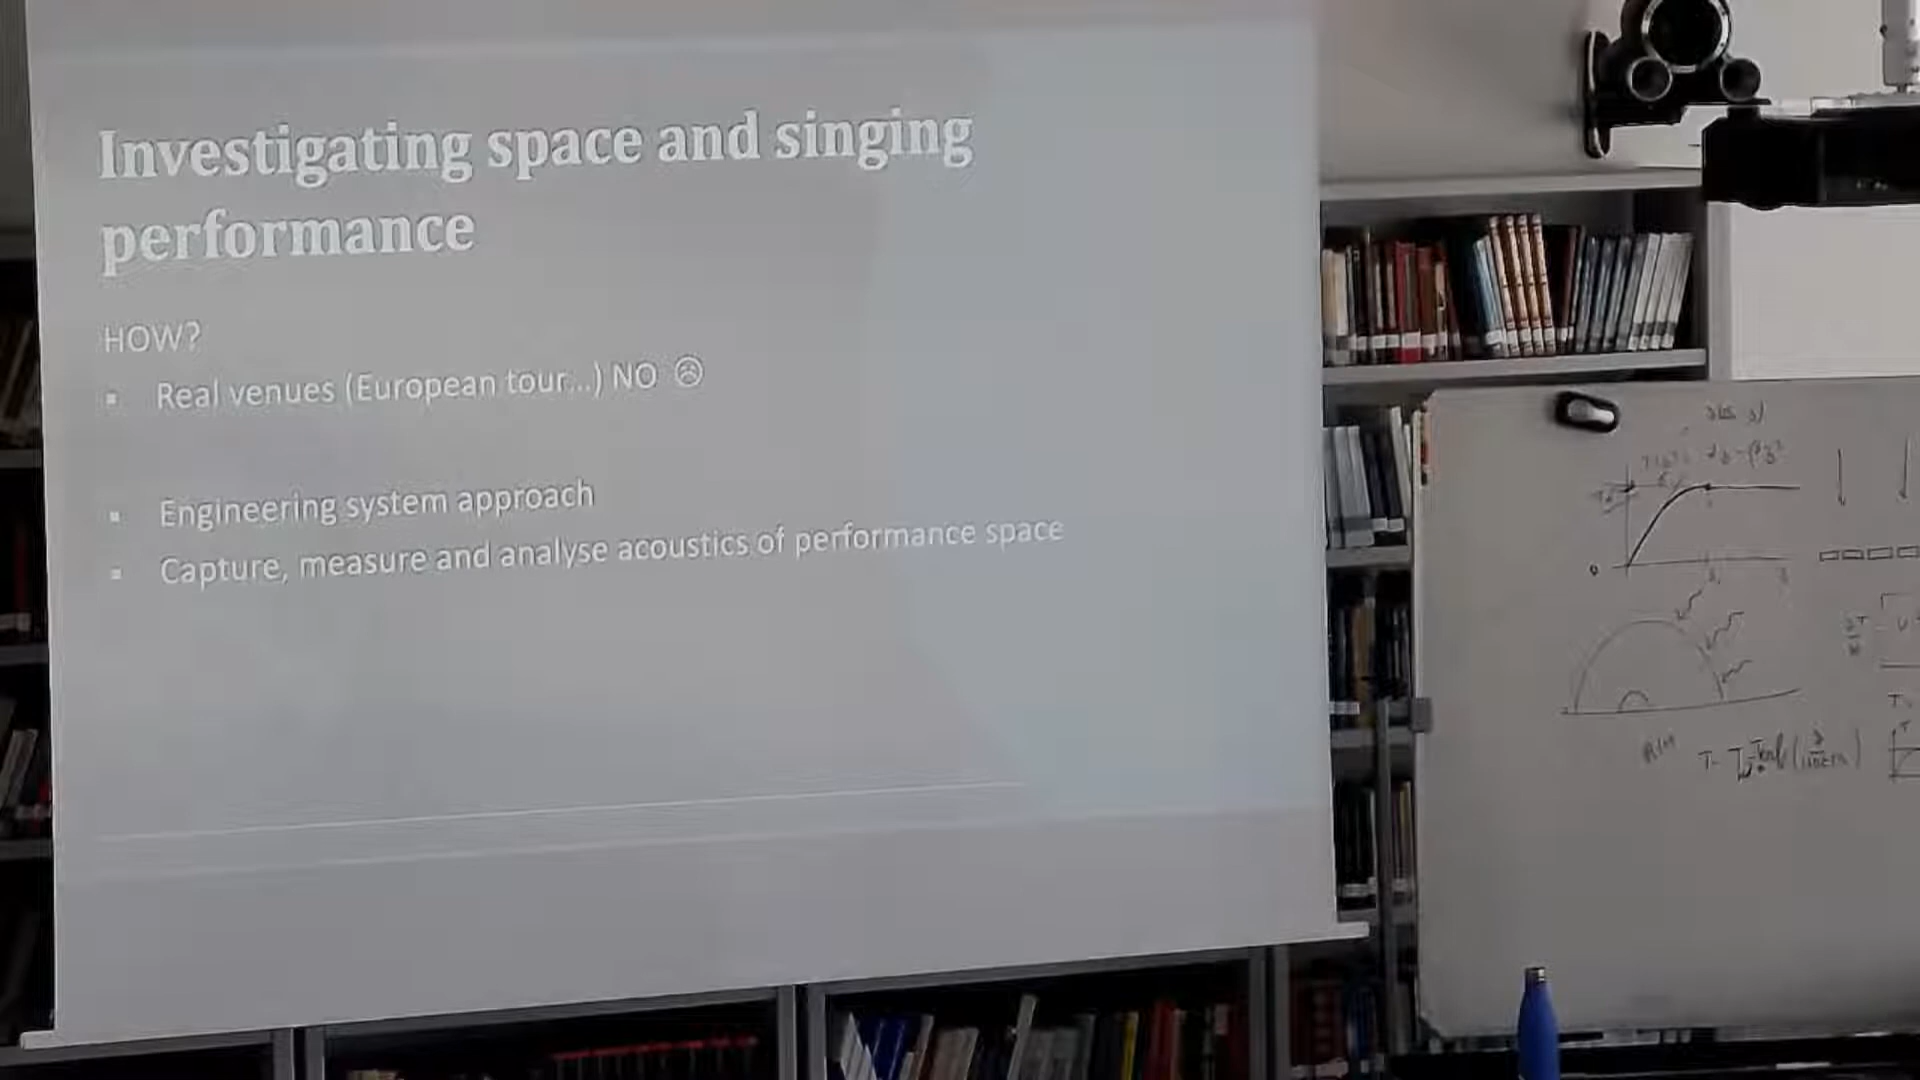 Investigating space and singing
performance
HOW?
▪ Real venues (European tour...) NO ☹
▪ Engineering system approach
▪ Capture, measure and analyse acoustics of performance space